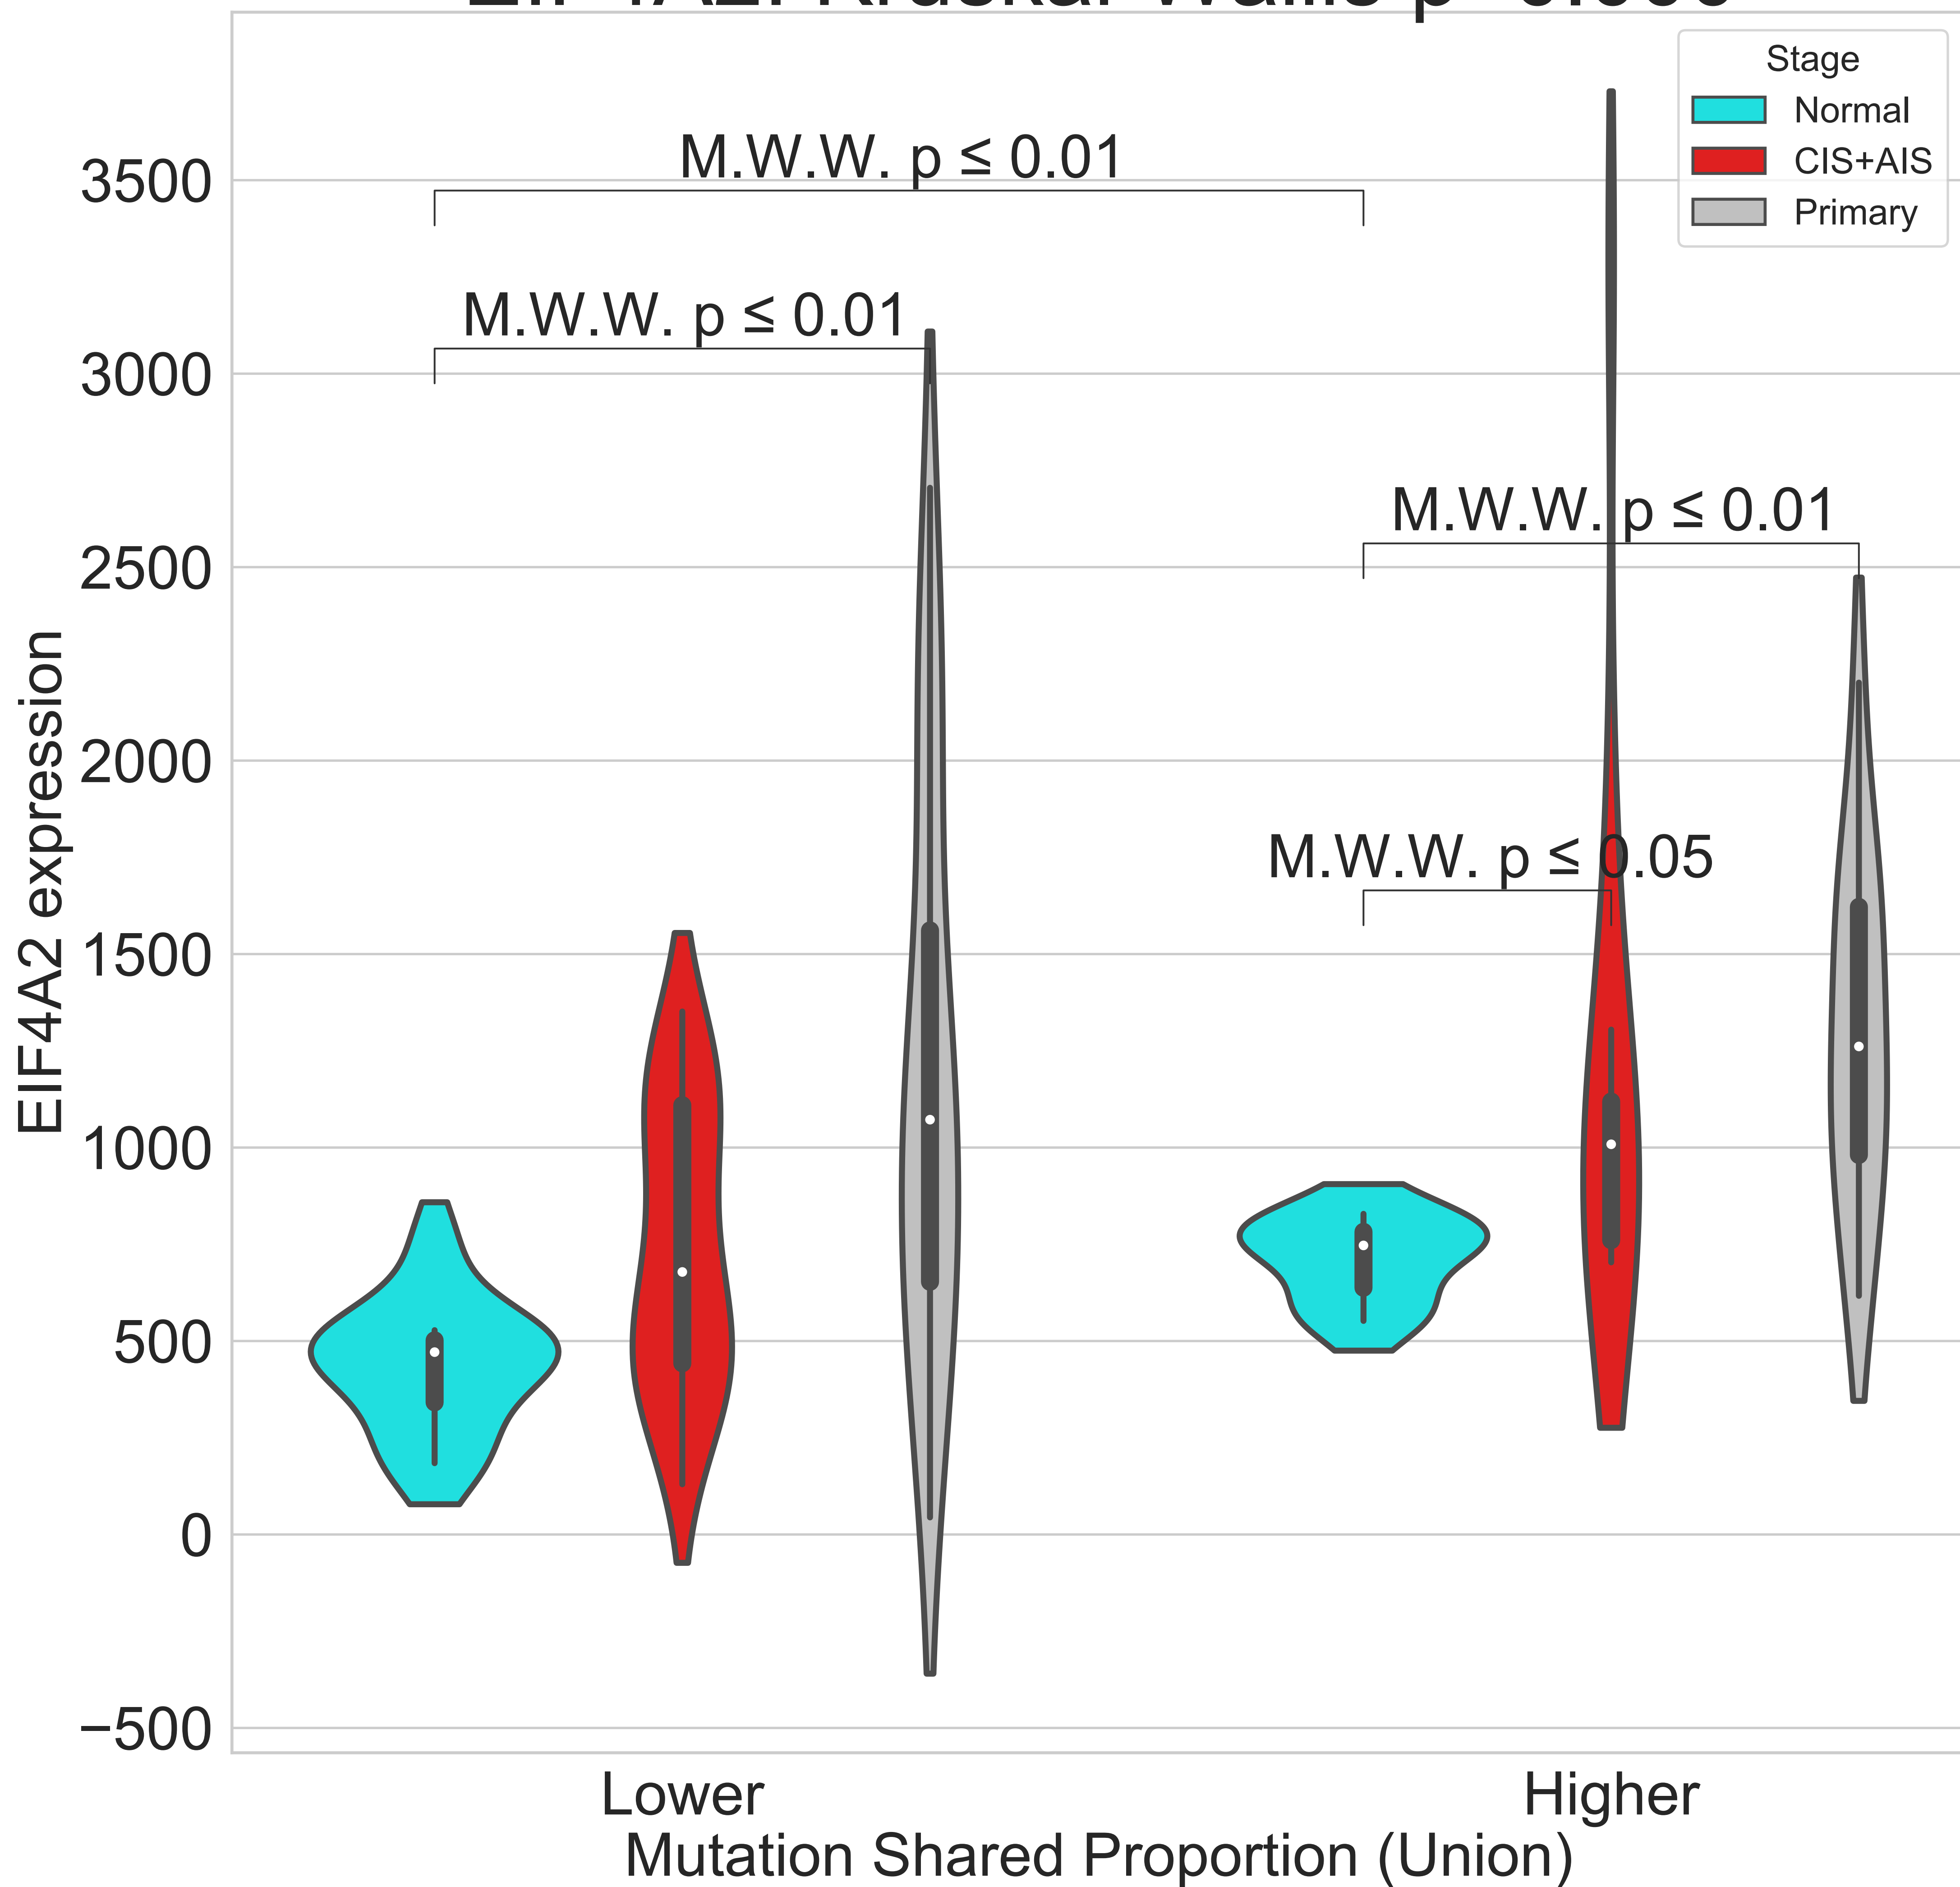 Stage
Normal
CIS+AIS
Primary
M.W.W. p ≤ 0.01
M.W.W. p ≤ 0.01
M.W.W. p ≤ 0.01
M.W.W. p ≤ 0.05
3500
3000
2500
2000
1500
1000
500
0
−500
EIF4A2 expression
Lower
Higher
Mutation Shared Proportion (Union)